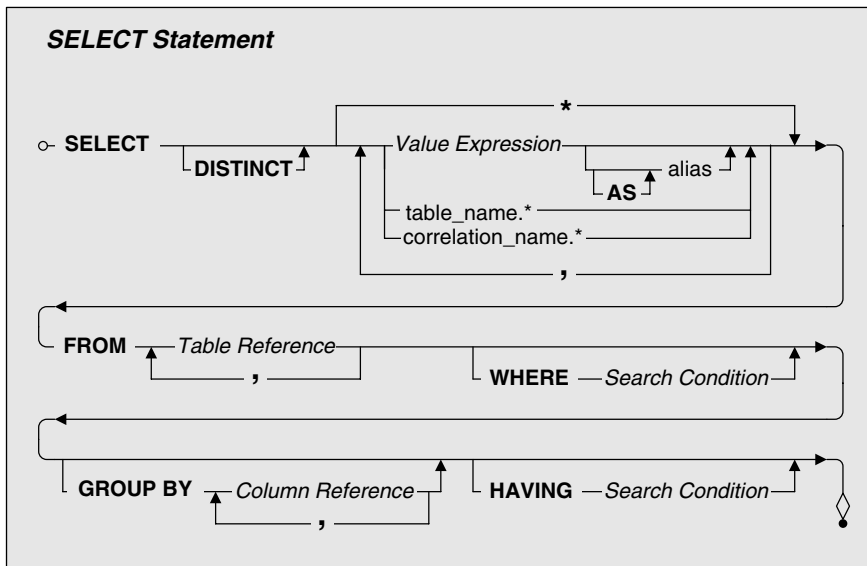 SELECT Statement
*
SELECT Value Expression
DISTINCT alias
AS
table_name.*
correlation_name.*
,
FROM Table Reference
, WHERE Search Condition
GROUP BY Column Reference HAVING Search Condition
,